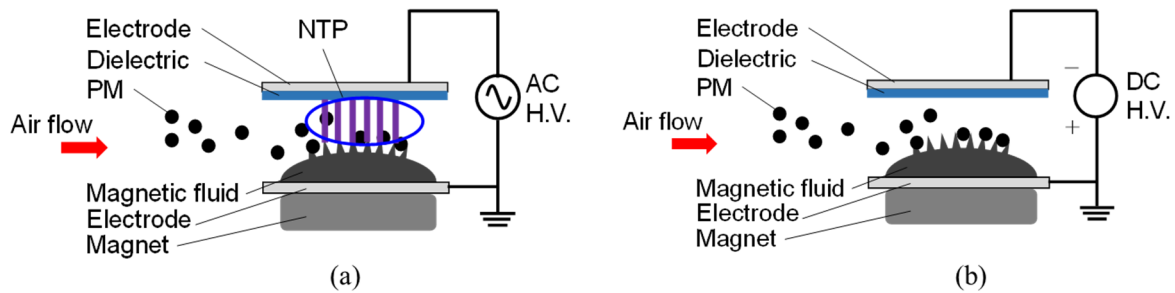 Electrode
NTP
Dielectric
PM
AC
H.V.
Air flow
Magnetic fluid
Electrode
Magnet
(a)
Electrode
Dielectric
PM
−
DC
H.V.
+
Air flow
Magnetic fluid
Electrode
Magnet
(b)